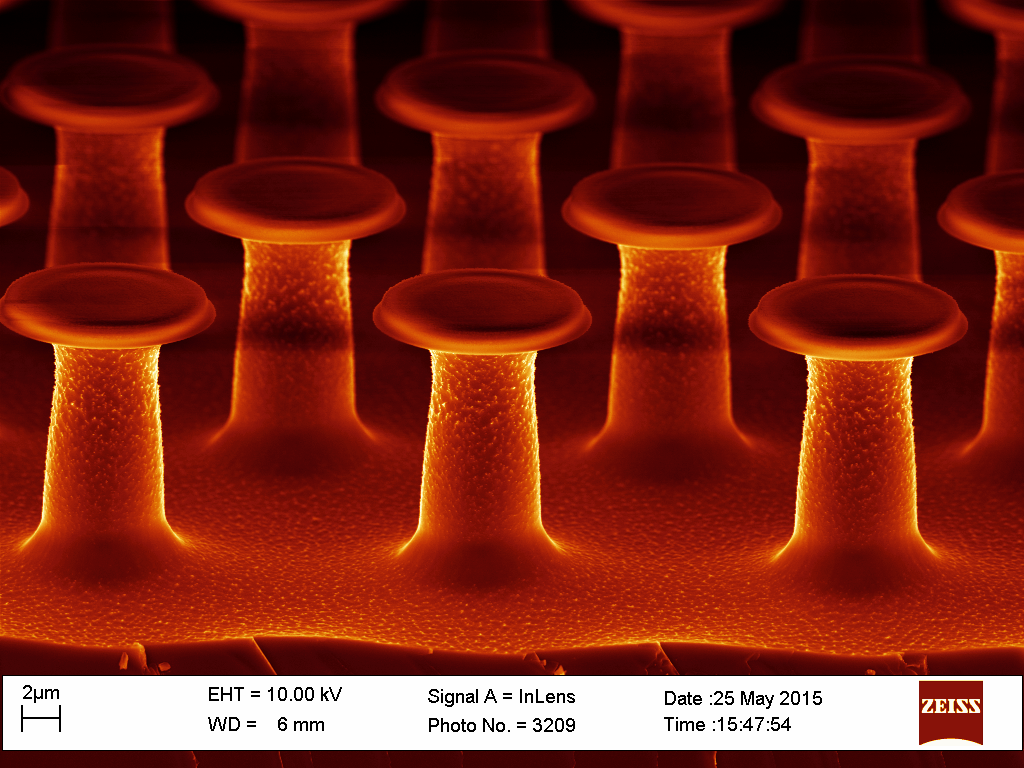 2µm
EHT = 10.00 kV
WD = 6 mm
Signal A = InLens
Photo No. = 3209
Date :25 May 2015
Time :15:47:54
ZEISS